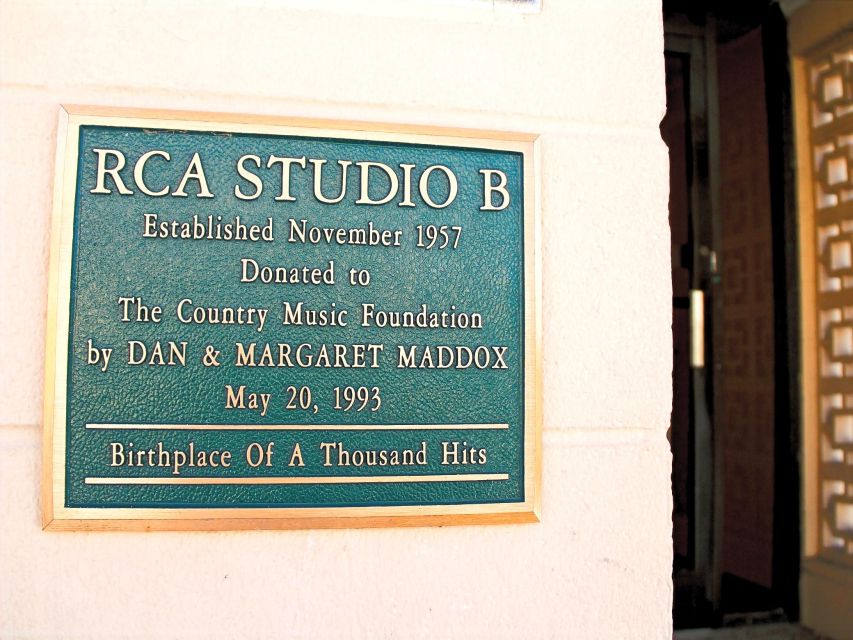 RCA STUDIO B
Established November 1957
Donated to
The Country Music Foundation
by DAN & MARGARET MADDOX
May 20, 1993
Birthplace Of A Thousand Hits